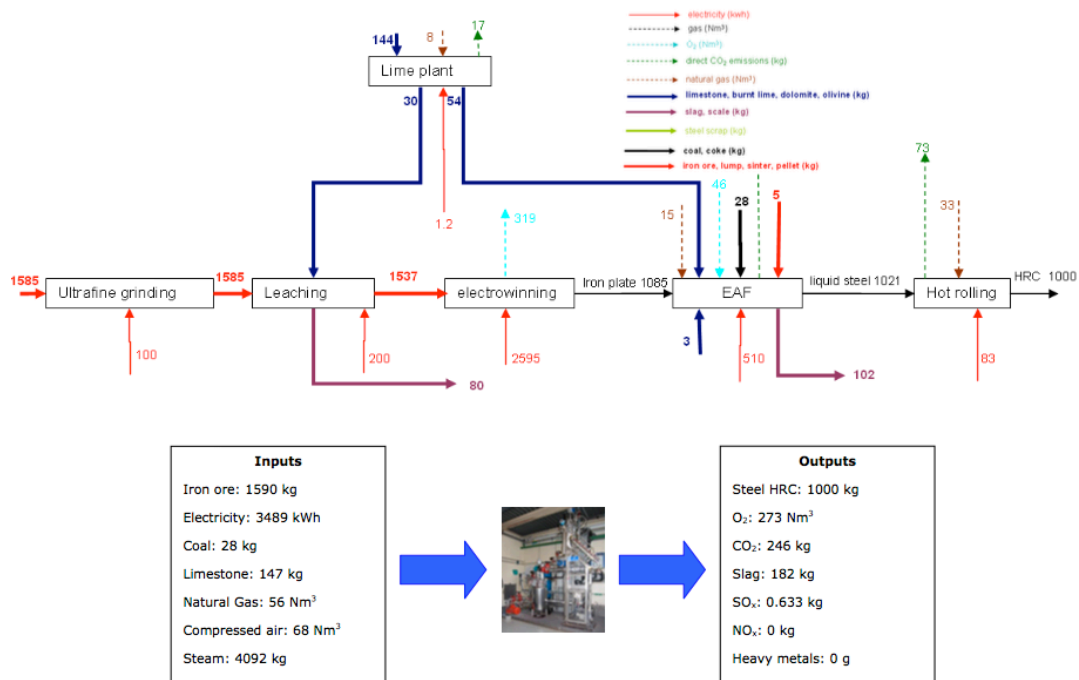 electricity (kwh)
gas (Nm³)
O₂ (Nm³)
direct CO₂ emissions (kg)
natural gas (Nm³)
limestone, burnt lime, dolomite, olivine (kg)
slag, scale (kg)
steel scrap (kg)
coal, coke (kg)
iron ore, lump, sinter, pellet (kg)
144
8
17
Lime plant
30
54
1.2
319
15
46
28
5
73
33
1585
Ultrafine grinding
1585
Leaching
1537
electrowinning
Iron plate 1085
EAF
liquid steel 1021
Hot rolling
HRC 1000
100
200
2595
3
510
83
80
102
Inputs
Iron ore: 1590 kg
Electricity: 3489 kWh
Coal: 28 kg
Limestone: 147 kg
Natural Gas: 56 Nm³
Compressed air: 68 Nm³
Steam: 4092 kg
Outputs
Steel HRC: 1000 kg
O₂: 273 Nm³
CO₂: 246 kg
Slag: 182 kg
SOₓ: 0.633 kg
NOₓ: 0 kg
Heavy metals: 0 g